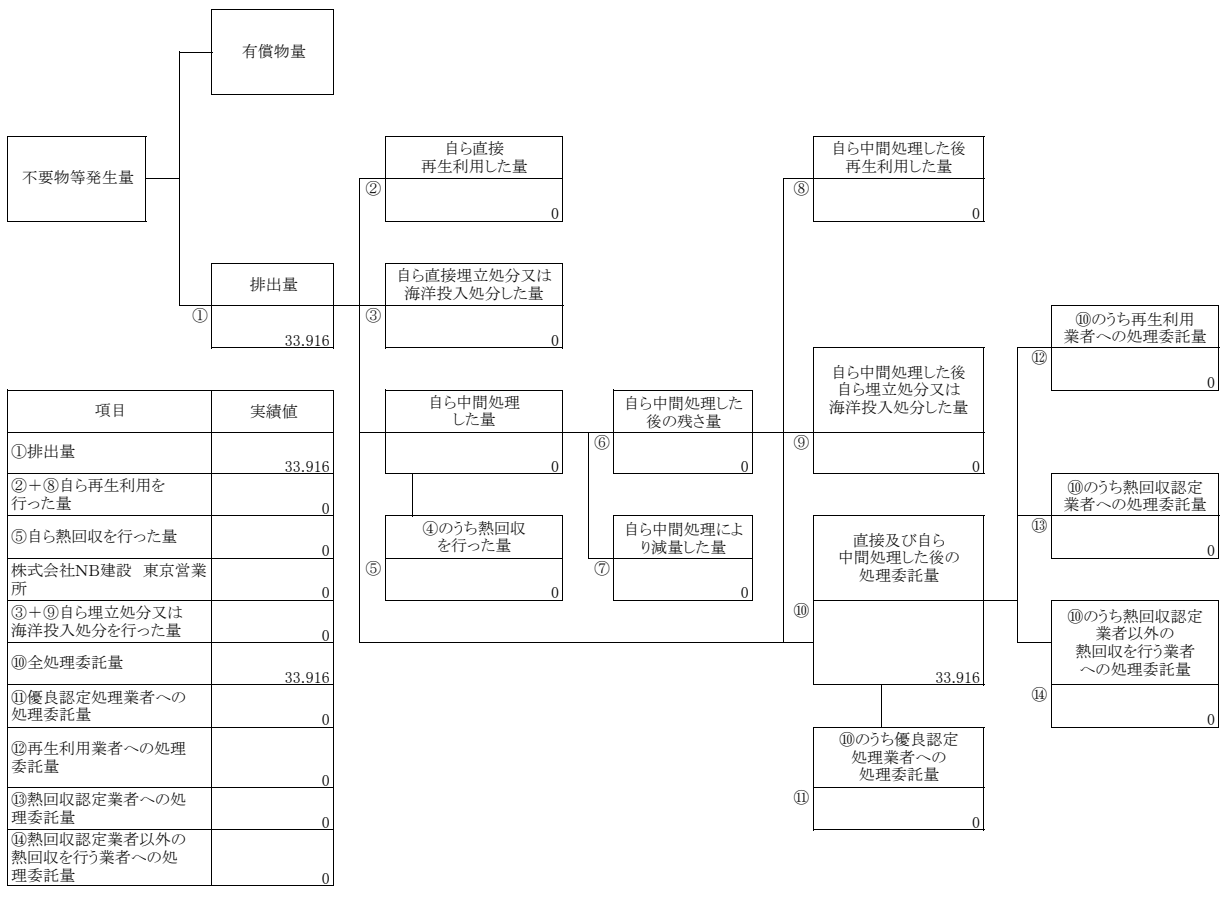 有償物量
不要物等発生量
自ら直接
再生利用した量
②
0
自ら中間処理した後
再生利用した量
⑧
0
排出量
①
33.916
自ら直接埋立処分又は
海洋投入処分した量
③
0
自ら中間処理
した量
0
自ら中間処理した
後の残さ量
⑥
0
自ら中間処理した後
自ら埋立処分又は
海洋投入処分した量
⑨
0
⑩のうち再生利用
業者への処理委託量
⑫
0
④のうち熱回収
を行った量
⑤
0
自ら中間処理によ
り減量した量
⑦
0
直接及び自ら
中間処理した後の
処理委託量
⑩
33.916
⑩のうち熱回収認定
業者への処理委託量
⑬
0
⑩のうち熱回収認定
業者以外の
熱回収を行う業者
への処理委託量
⑭
0
⑩のうち優良認定
処理業者への
処理委託量
⑪
0
項目 実績値
①排出量
33.916
②＋⑧自ら再生利用を
行った量
0
⑤自ら熱回収を行った量
0
株式会社NB建設　東京営業
所
0
③＋⑨自ら埋立処分又は
海洋投入処分を行った量
0
⑩全処理委託量
33.916
⑪優良認定処理業者への
処理委託量
0
⑫再生利用業者への処理
委託量
0
⑬熱回収認定業者への処
理委託量
0
⑭熱回収認定業者以外の
熱回収を行う業者への処
理委託量
0